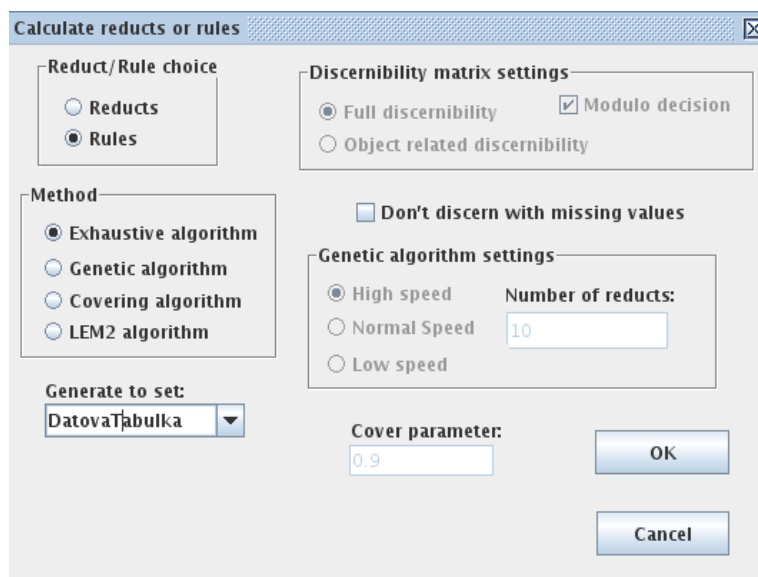 Calculate reducts or rules
Reduct/Rule choice
Reducts
Rules
Discernibility matrix settings
Full discernibility
Modulo decision
Object related discernibility
Method
Exhaustive algorithm
Genetic algorithm
Covering algorithm
LEM2 algorithm
Don't discern with missing values
Genetic algorithm settings
High speed
Normal Speed
Low speed
Number of reducts:
10
Generate to set:
DatovaTabulka
Cover parameter:
0.9
OK
Cancel